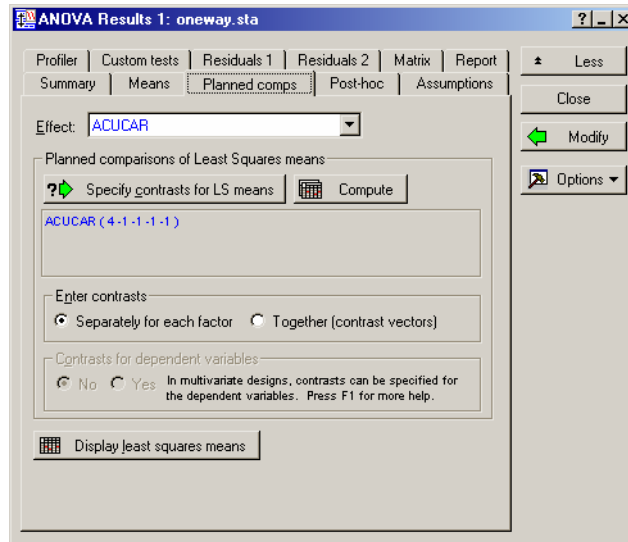 ANOVA Results 1: oneway.sta
Profiler Custom tests Residuals 1 Residuals 2 Matrix Report
Summary Means Planned comps Post-hoc Assumptions
Less
Close
Modify
Options
Effect: ACUCAR
Planned comparisons of Least Squares means
Specify contrasts for LS means Compute
ACUCAR ( 4 -1 -1 -1 -1 )
Enter contrasts
Separately for each factor Together (contrast vectors)
Contrasts for dependent variables
No Yes In multivariate designs, contrasts can be specified for
the dependent variables. Press F1 for more help.
Display least squares means